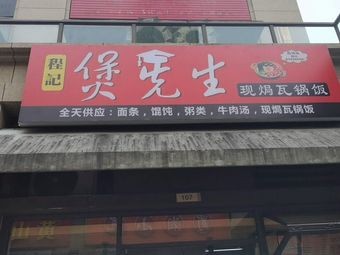 程記
煲先生
现焗瓦锅饭
全天供应：面条，馄饨，粥类，牛肉汤，现焗瓦锅饭
107